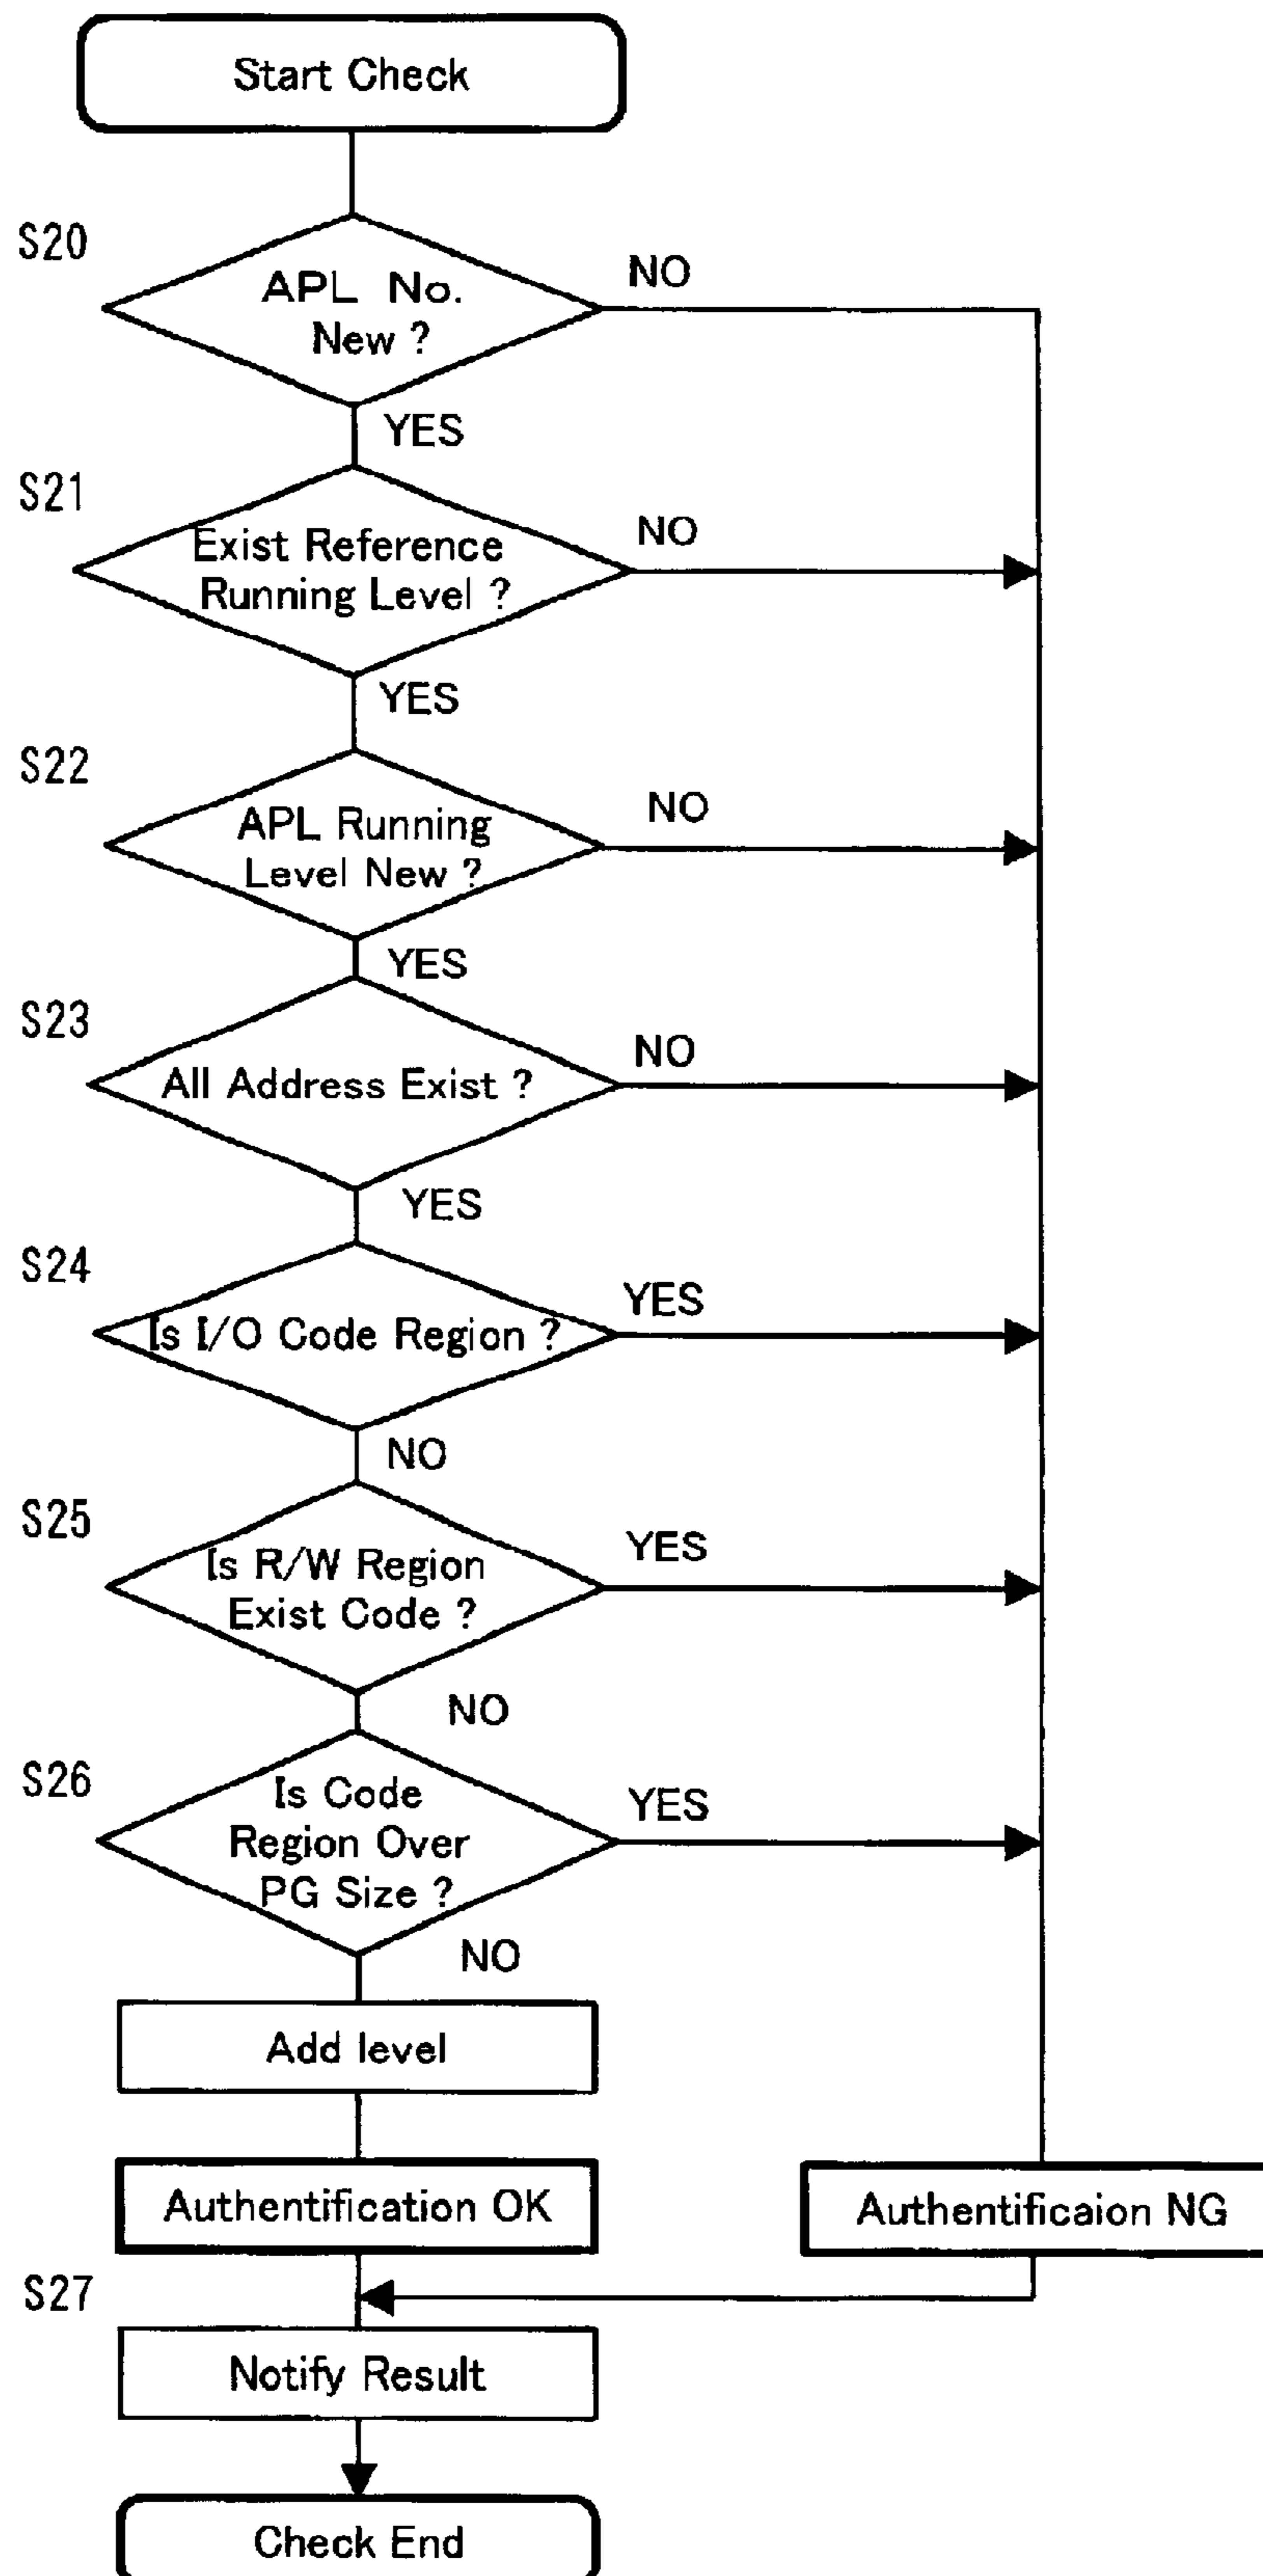 Start Check
S20
APL No.
New ?
NO
YES
S21
Exist Reference
Running Level ?
NO
YES
S22
APL Running
Level New ?
NO
YES
S23
All Address Exist ?
NO
YES
S24
Is I/O Code Region ?
YES
NO
S25
Is R/W Region
Exist Code ?
YES
NO
S26
Is Code
Region Over
PG Size ?
YES
NO
Add level
Authentification OK
Authentificaion NG
S27
Notify Result
Check End